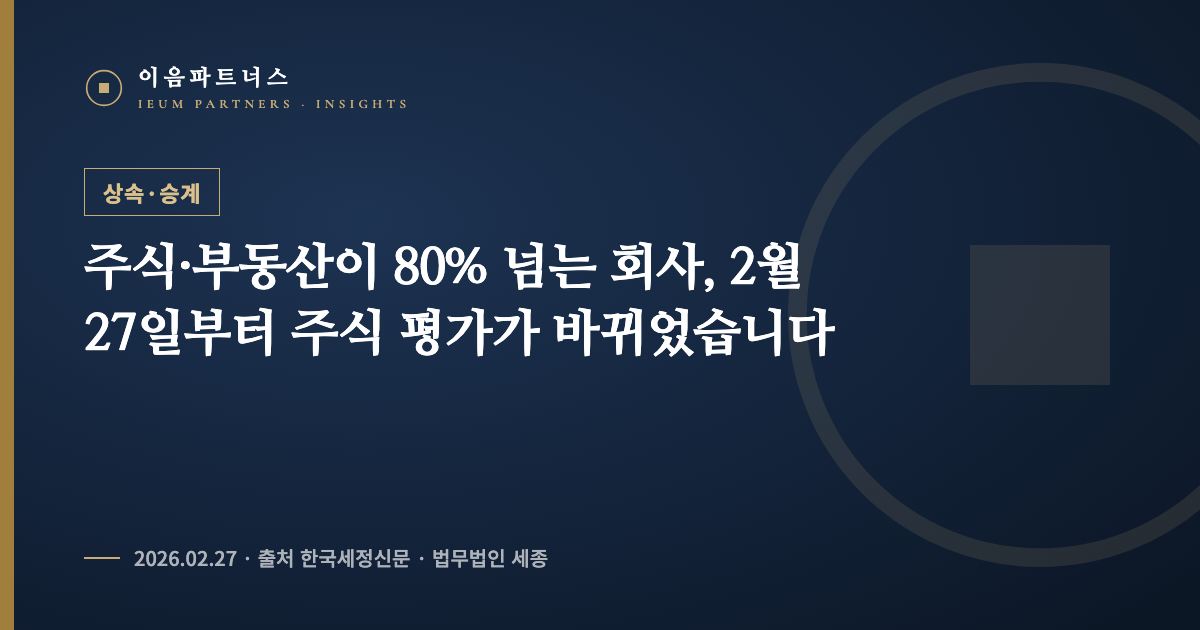 이음파트너스
IEUM PARTNERS · INSIGHTS
상속·승계
주식·부동산이 80% 넘는 회사, 2월
27일부터 주식 평가가 바뀌었습니다
2026.02.27 · 출처 한국세정신문 · 법무법인 세종